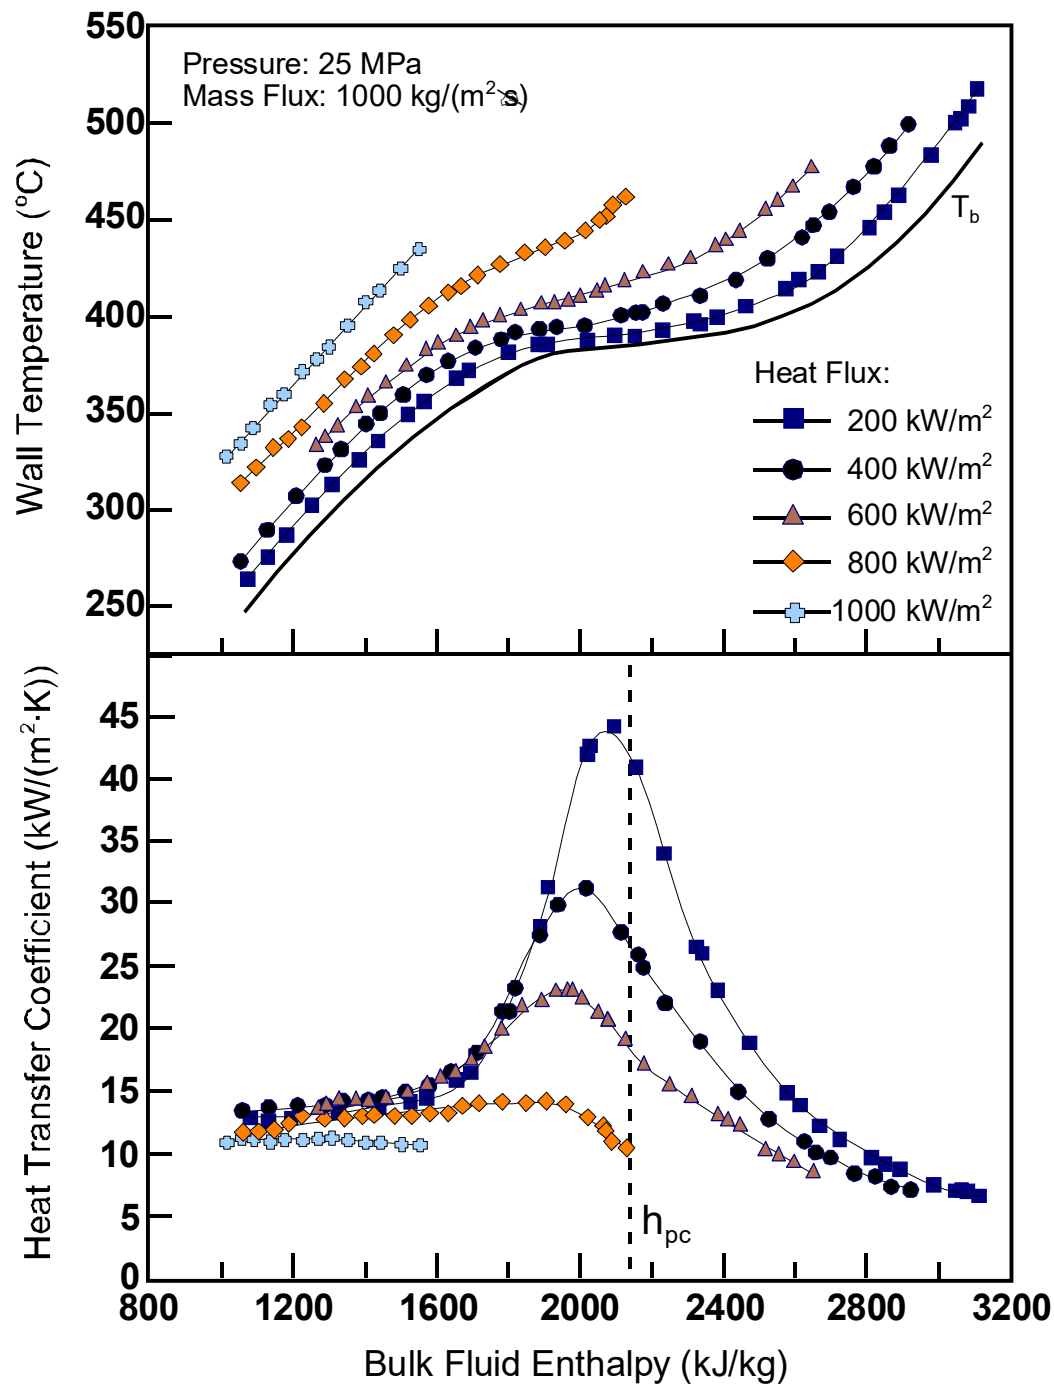 550
500
450
400
350
300
250
Wall Temperature (°C)
Pressure: 25 MPa
Mass Flux: 1000 kg/(m² s)
T_b
Heat Flux:
200 kW/m²
400 kW/m²
600 kW/m²
800 kW/m²
1000 kW/m²
45
40
35
30
25
20
15
10
5
0
Heat Transfer Coefficient (kW/(m²·K))
h_pc
800 1200 1600 2000 2400 2800 3200
Bulk Fluid Enthalpy (kJ/kg)